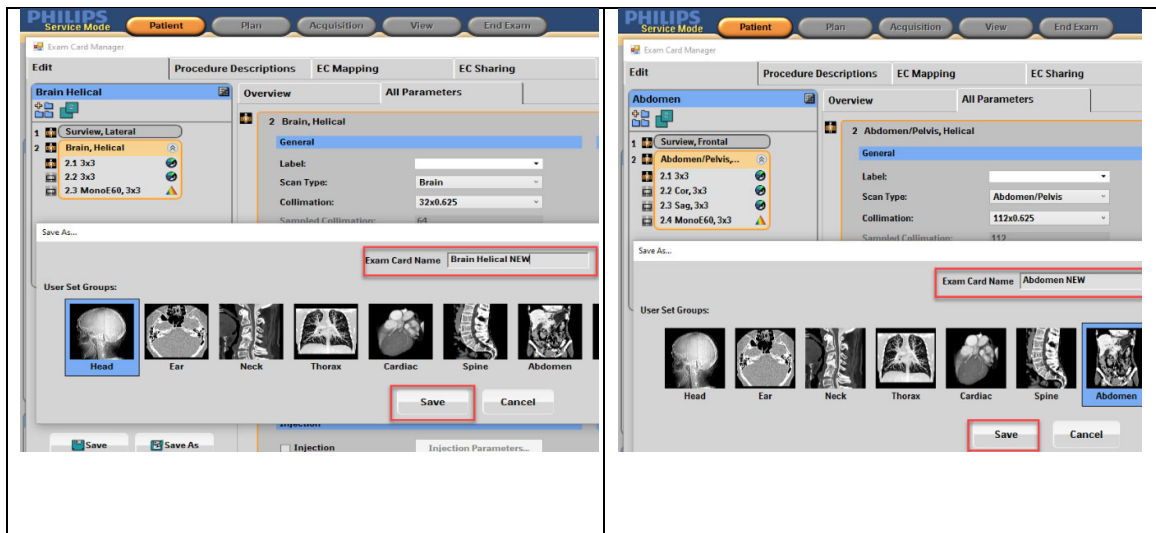 PHILIPS
Service Mode
Patient Plan Acquisition View End Exam
Exam Card Manager
Edit Procedure Descriptions EC Mapping EC Sharing
Brain Helical
Overview All Parameters
1 Surview, Lateral
2 Brain, Helical
2.1 3x3
2.2 3x3
2.3 MonoE60, 3x3
2 Brain, Helical
General
Label:
Scan Type: Brain
Collimation: 32x0.625
Sampled Collimation: 64
Save As...
Exam Card Name Brain Helical NEW
User Set Groups:
Head Ear Neck Thorax Cardiac Spine Abdomen
Save Cancel
Injection
Save Save As
Injection Injection Parameters...
PHILIPS
Service Mode
Patient Plan Acquisition View End Exam
Exam Card Manager
Edit Procedure Descriptions EC Mapping EC Sharing
Abdomen
Overview All Parameters
1 Surview, Frontal
2 Abdomen/Pelvis,...
2.1 3x3
2.2 Cor, 3x3
2.3 Sag, 3x3
2.4 MonoE60, 3x3
2 Abdomen/Pelvis, Helical
General
Label:
Scan Type: Abdomen/Pelvis
Collimation: 112x0.625
Sampled Collimation: 112
Save As...
Exam Card Name Abdomen NEW
User Set Groups:
Head Ear Neck Thorax Cardiac Spine Abdomen
Save Cancel